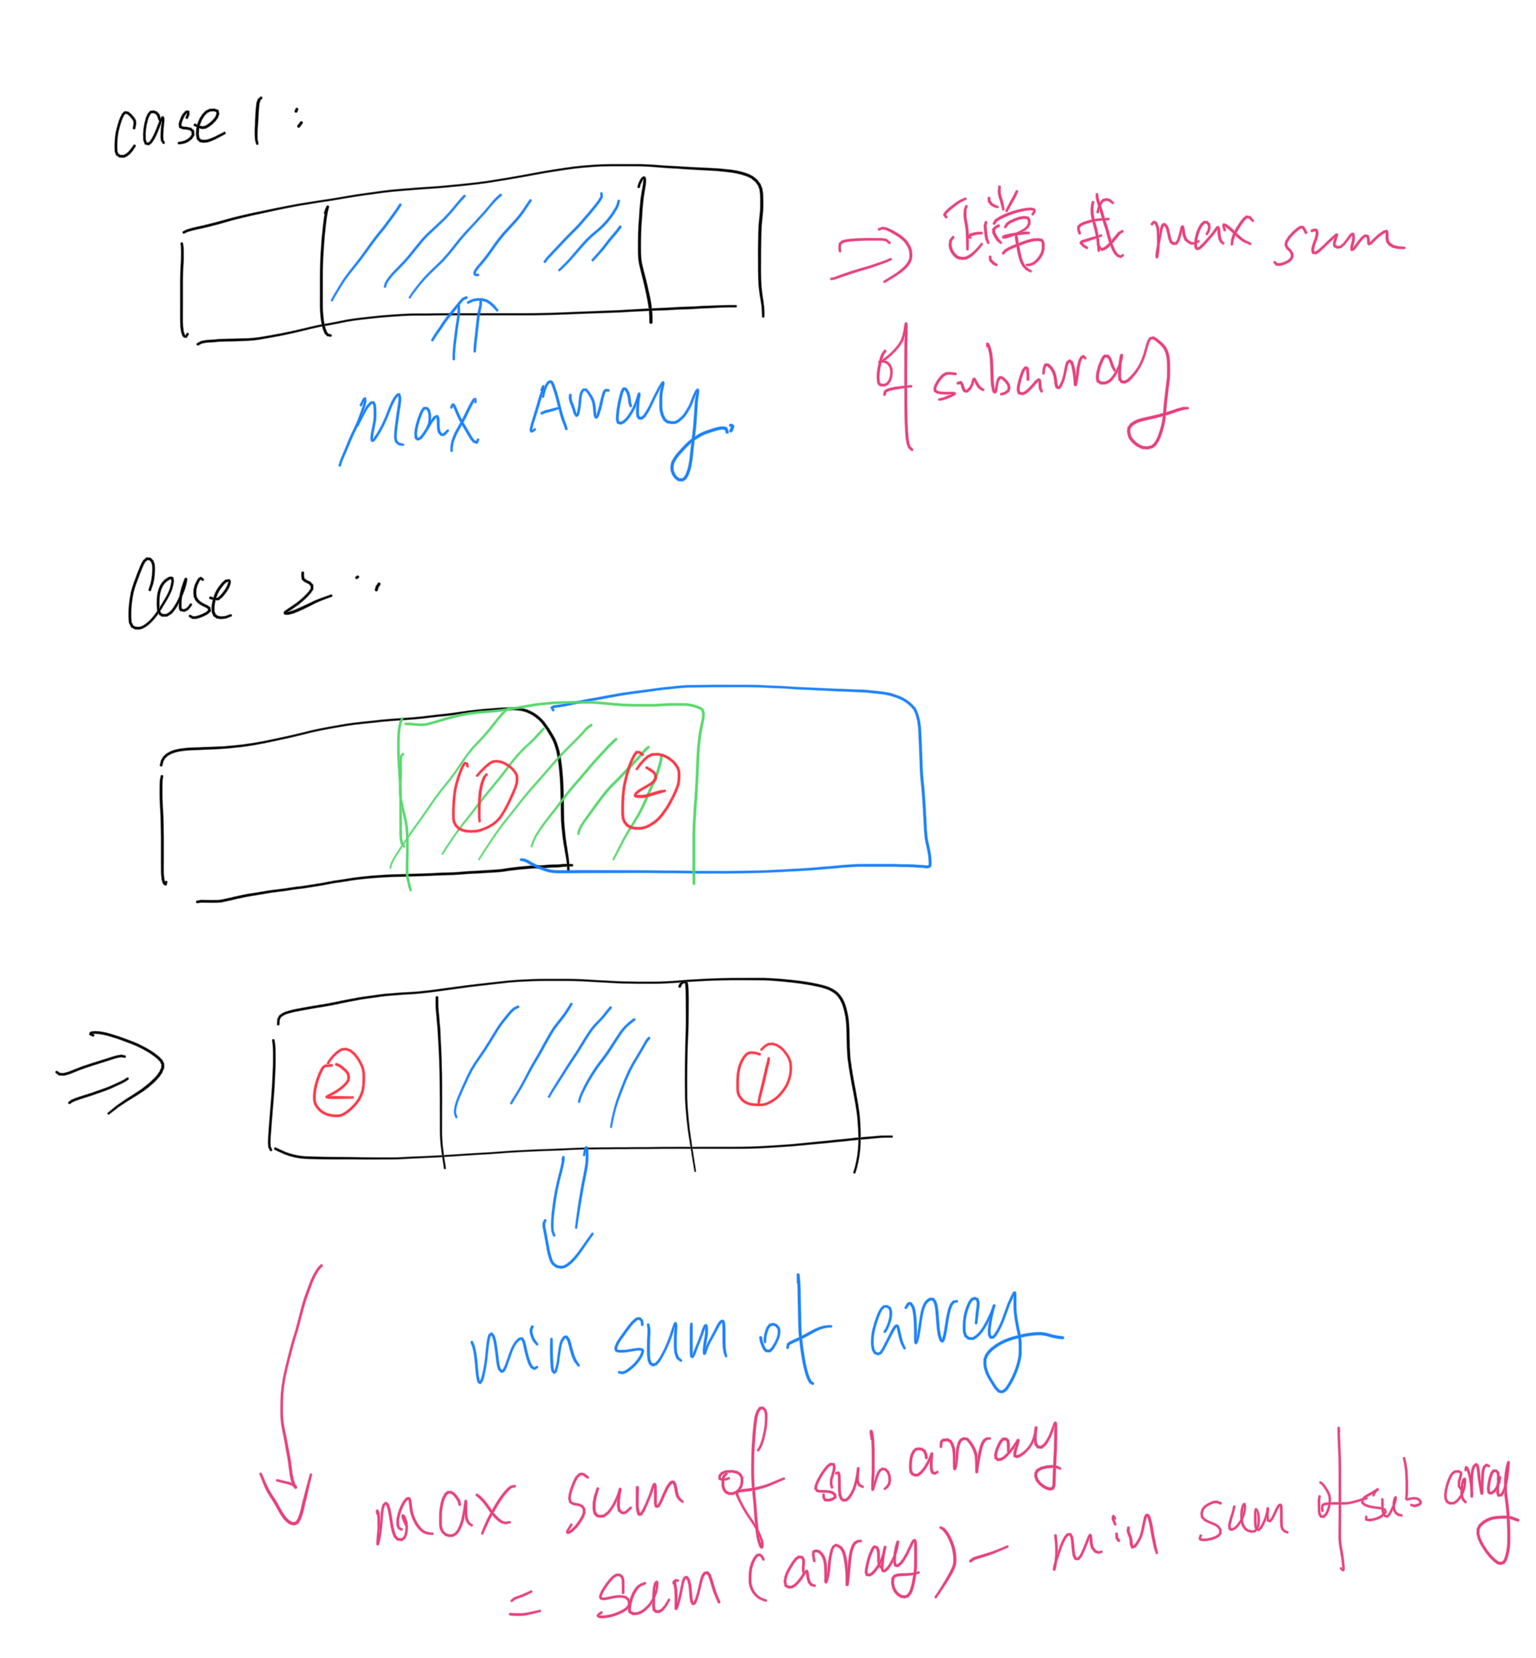 case 1:
⇒ 正常 找 max sum
of subarray
Max Array.
Case 2:
① ②
⇒ ② ①
min sum of array
max sum of subarray
= sum(array) - min sum of sub array